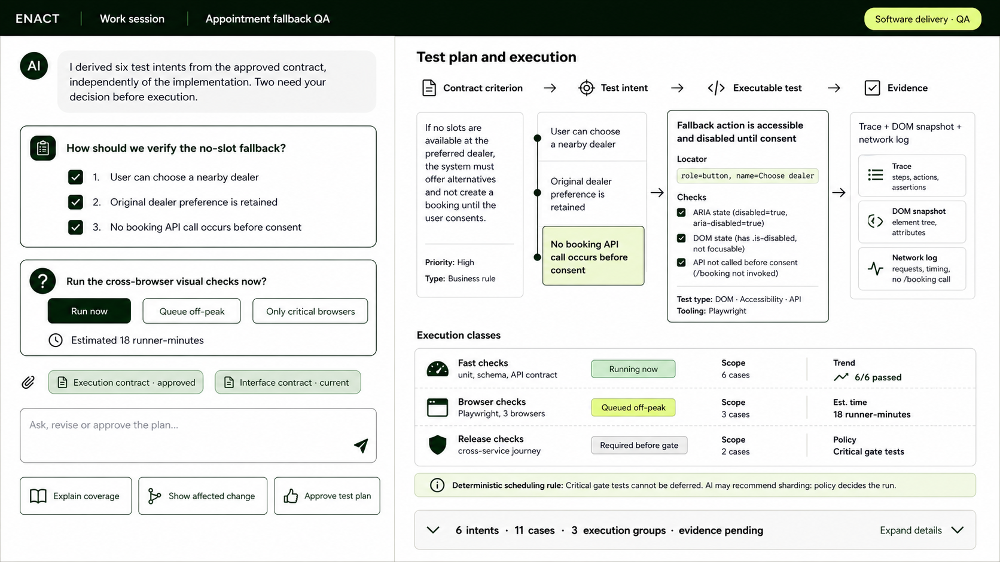 ENACT
Work session
Appointment fallback QA
Software delivery · QA
AI
I derived six test intents from the approved contract,
independently of the implementation. Two need your
decision before execution.
How should we verify the no-slot fallback?
1. User can choose a nearby dealer
2. Original dealer preference is retained
3. No booking API call occurs before consent
?
Run the cross-browser visual checks now?
Run now
Queue off-peak
Only critical browsers
Estimated 18 runner-minutes
Execution contract · approved
Interface contract · current
Ask, revise or approve the plan...
Explain coverage
Show affected change
Approve test plan
Test plan and execution
Contract criterion
Test intent
Executable test
Evidence
If no slots are
available at the
preferred dealer,
the system must
offer alternatives
and not create a
booking until the
user consents.
Priority: High
Type: Business rule
User can choose
a nearby dealer
Original dealer
preference is
retained
No booking API
call occurs before
consent
Fallback action is accessible
and disabled until consent
Locator
role=button, name=Choose dealer
Checks
ARIA state (disabled=true,
aria-disabled=true)
DOM state (has .is-disabled,
not focusable)
API not called before consent
(/booking not invoked)
Test type: DOM · Accessibility · API
Tooling: Playwright
Trace + DOM snapshot +
network log
Trace
steps, actions,
assertions
DOM snapshot
element tree,
attributes
Network log
requests, timing,
no /booking call
Execution classes
Fast checks
unit, schema, API contract
Running now
Scope
6 cases
Trend
6/6 passed
Browser checks
Playwright, 3 browsers
Queued off-peak
Scope
3 cases
Est. time
18 runner-minutes
Release checks
cross-service journey
Required before gate
Scope
2 cases
Policy
Critical gate tests
Deterministic scheduling rule: Critical gate tests cannot be deferred. AI may recommend sharding: policy decides the run.
6 intents · 11 cases · 3 execution groups · evidence pending
Expand details